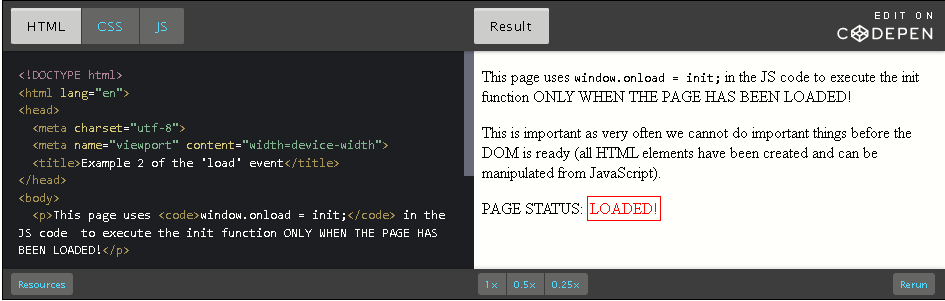 HTML CSS JS Result EDIT ON
CODEPEN
<!DOCTYPE html>
<html lang="en">
<head>
<meta charset="utf-8">
<meta name="viewport" content="width=device-width">
<title>Example 2 of the 'load' event</title>
</head>
<body>
<p>This page uses <code>window.onload = init;</code> in the
JS code to execute the init function ONLY WHEN THE PAGE HAS
BEEN LOADED!</p>
This page uses window.onload = init; in the JS code to execute the init
function ONLY WHEN THE PAGE HAS BEEN LOADED!
This is important as very often we cannot do important things before the
DOM is ready (all HTML elements have been created and can be
manipulated from JavaScript).
PAGE STATUS: LOADED!
Resources 1× 0.5× 0.25× Rerun